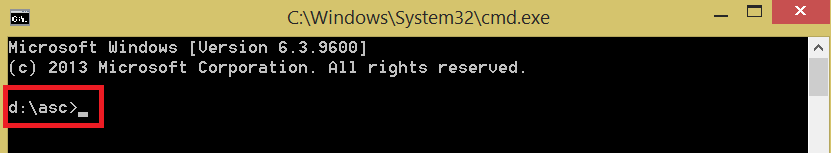 C:\Windows\System32\cmd.exe
Microsoft Windows [Version 6.3.9600]
(c) 2013 Microsoft Corporation. All rights reserved.
d:\asc>_